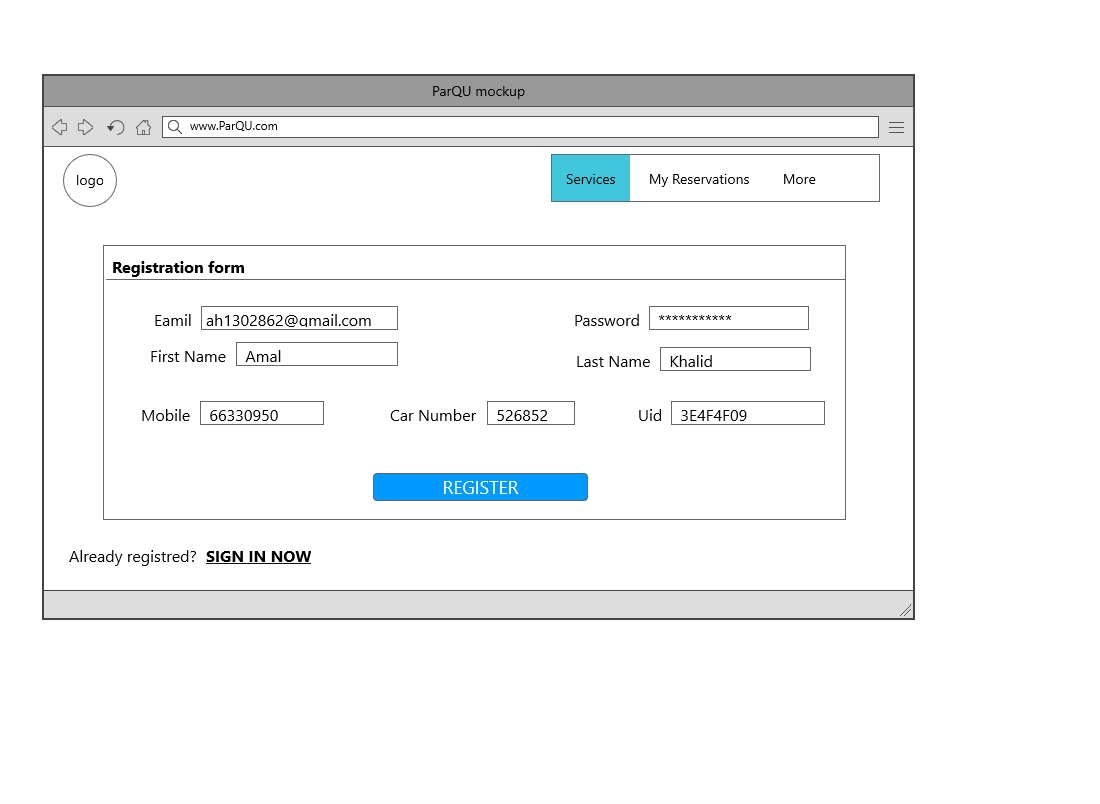 ParQU mockup
www.ParQU.com
logo
Services My Reservations More
Registration form
Eamil ah1302862@gmail.com Password ***********
First Name Amal Last Name Khalid
Mobile 66330950 Car Number 526852 Uid 3E4F4F09
REGISTER
Already registred? SIGN IN NOW